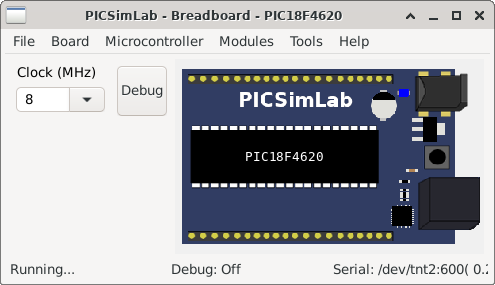 PICSimLab - Breadboard - PIC18F4620
File Board Microcontroller Modules Tools Help
Clock (MHz)
8
Debug
PICSimLab
PIC18F4620
Running... Debug: Off Serial: /dev/tnt2:600( 0.2